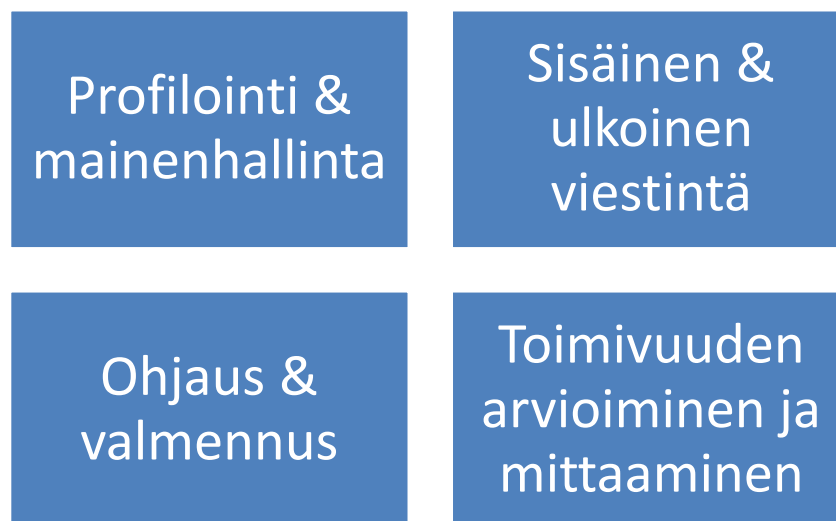 Profilointi &
mainenhallinta
Sisäinen &
ulkoinen
viestintä
Ohjaus &
valmennus
Toimivuuden
arvioiminen ja
mittaaminen